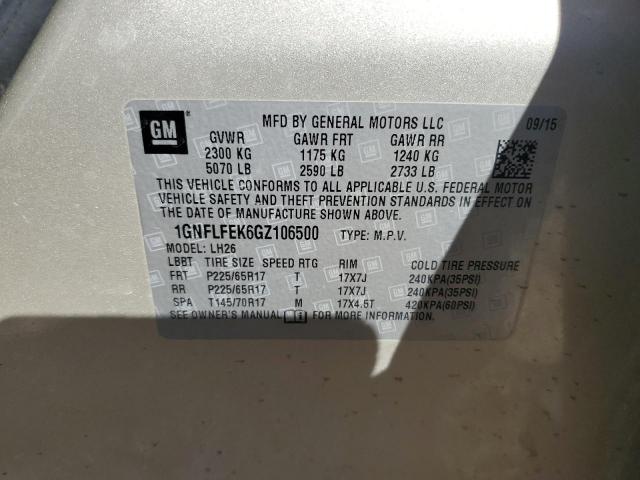 GM ® MFD BY GENERAL MOTORS LLC 09/15
GVWR GAWR FRT GAWR RR
2300 KG 1175 KG 1240 KG
5070 LB 2590 LB 2733 LB
THIS VEHICLE CONFORMS TO ALL APPLICABLE U.S. FEDERAL MOTOR
VEHICLE SAFETY AND THEFT PREVENTION STANDARDS IN EFFECT ON
THE DATE OF MANUFACTURE SHOWN ABOVE.
1GNFLFEK6GZ106500 TYPE: M.P.V.
MODEL: LH26
LBBT TIRE SIZE SPEED RTG RIM COLD TIRE PRESSURE
FRT P225/65R17 T 17X7J 240KPA(35PSI)
RR P225/65R17 T 17X7J 240KPA(35PSI)
SPA T145/70R17 M 17X4.5T 420KPA(60PSI)
SEE OWNER'S MANUAL FOR MORE INFORMATION.